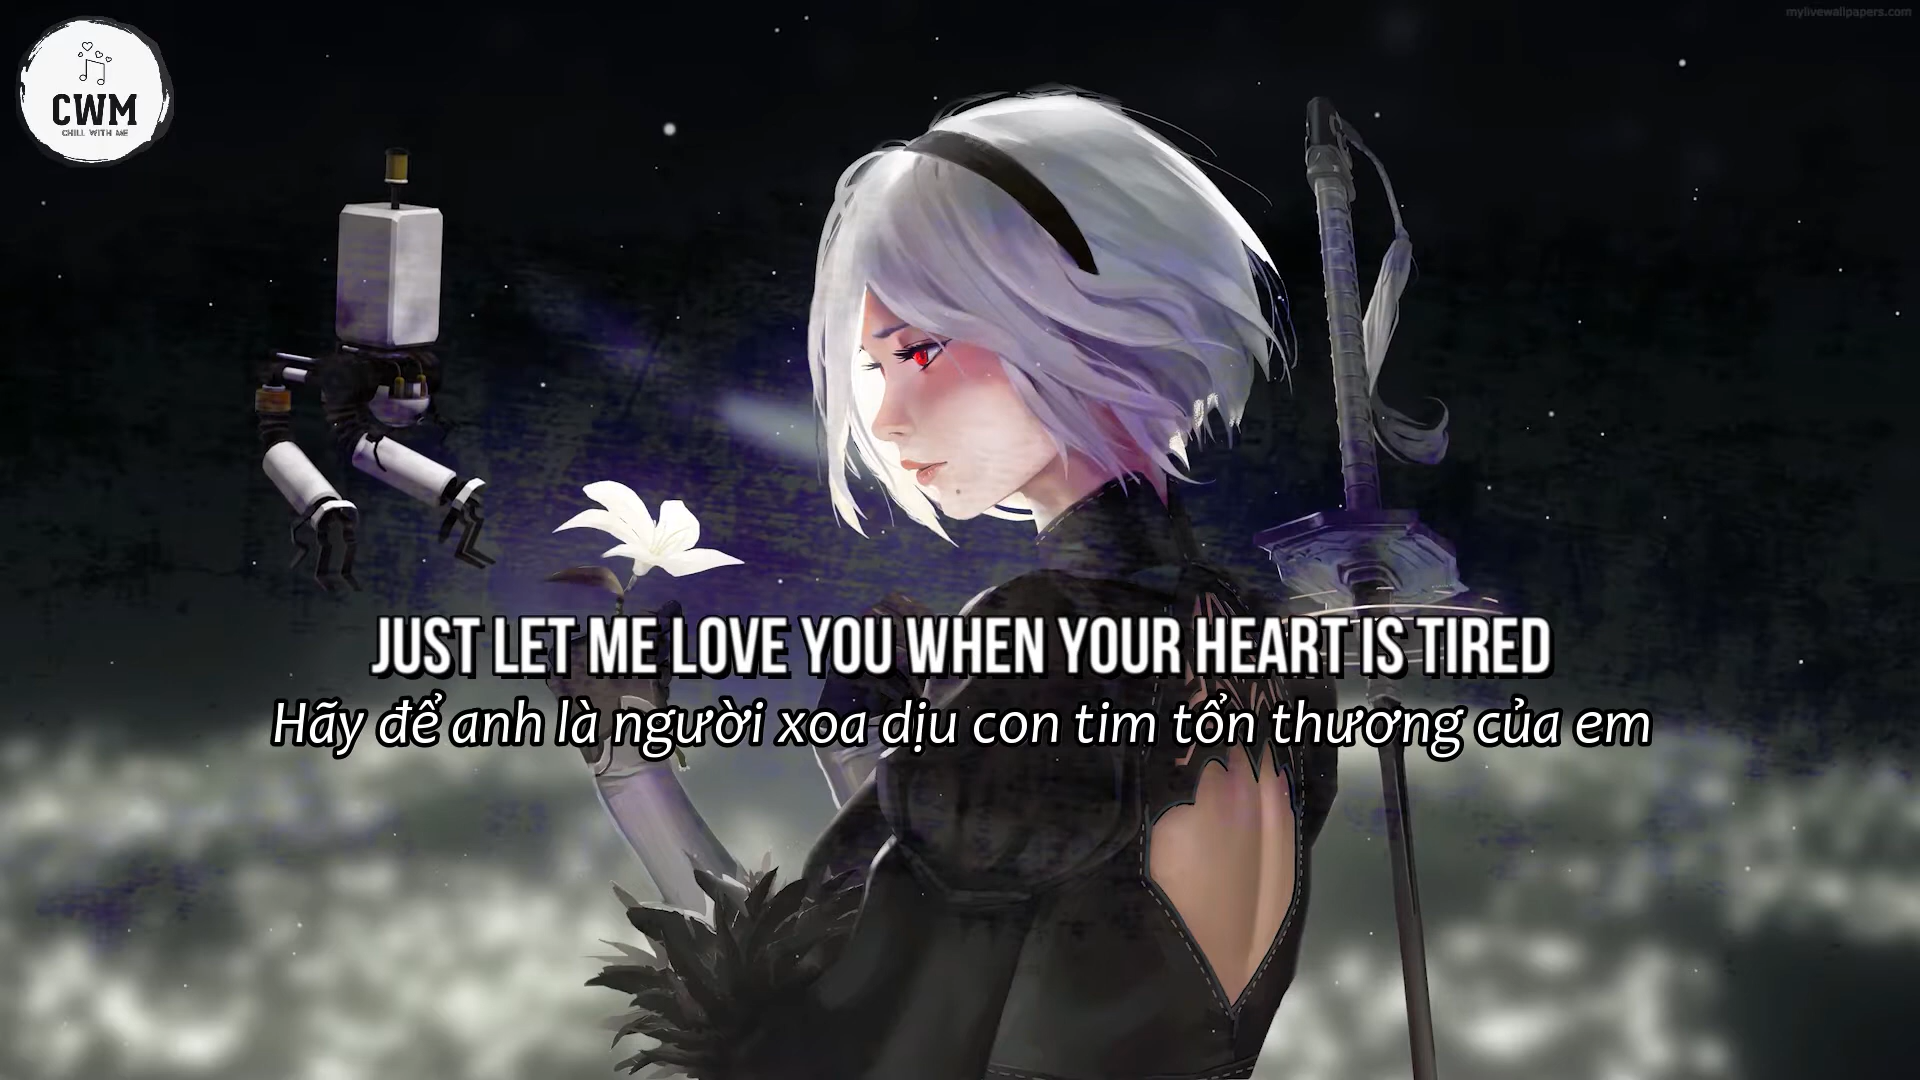 mylivewallpapers.com
CWM
CHILL WITH ME
JUST LET ME LOVE YOU WHEN YOUR HEART IS TIRED
Hãy để anh là người xoa dịu con tim tổn thương của em